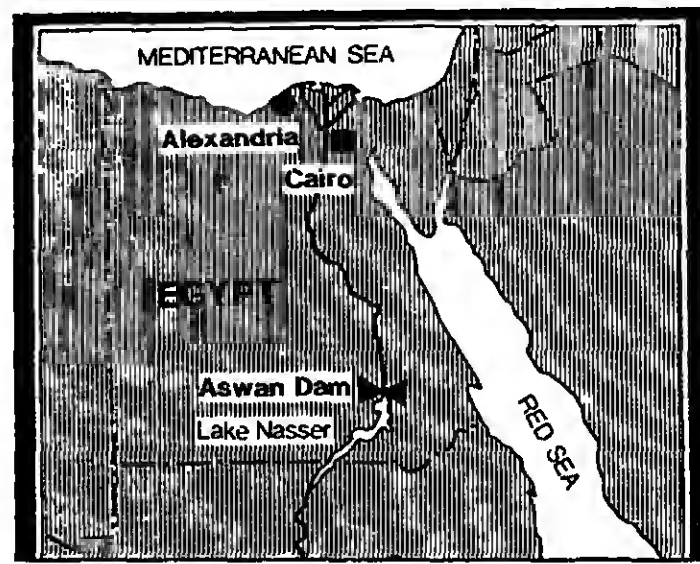 MEDITERRANEAN SEA
Alexandria
Cairo
EGYPT
Aswan Dam
Lake Nasser
RED SEA